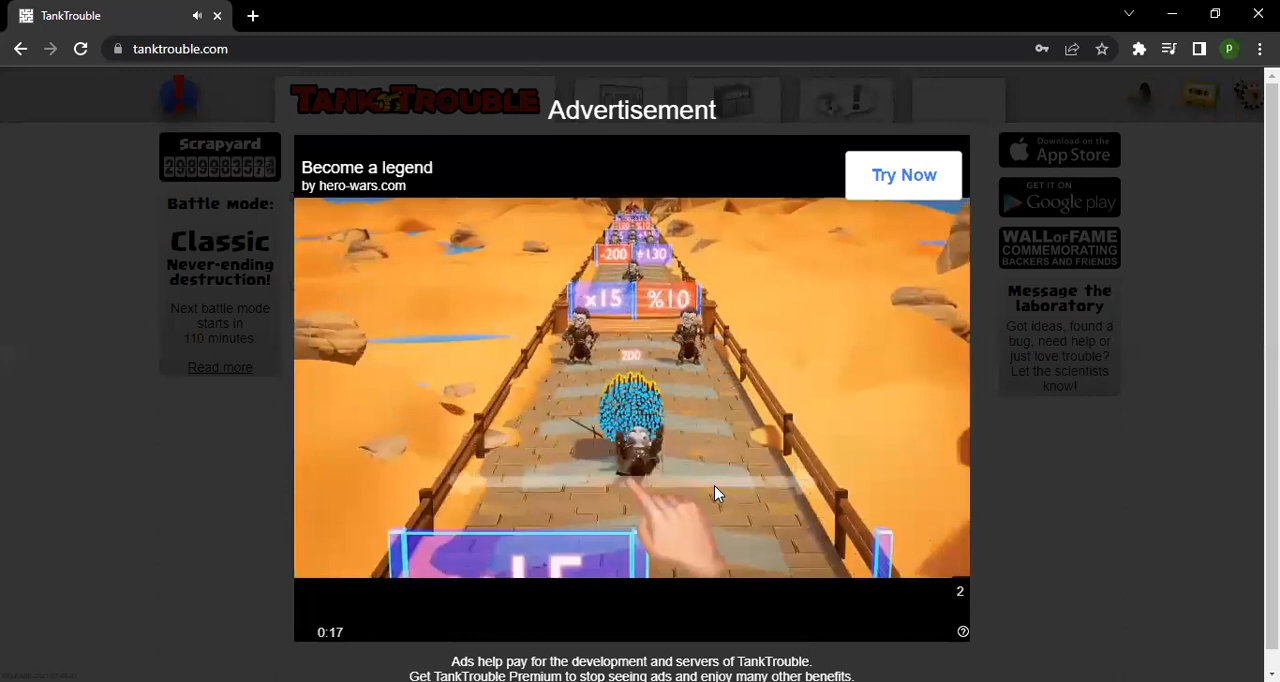 TankTrouble
tanktrouble.com
P
TANKTROUBLE
Advertisement
Scrapyard
Battle mode:
Classic
Never-ending
destruction!
Next battle mode
starts in
110 minutes.
Read more
Become a legend
by hero-wars.com
Try Now
-200
x15
%10
200
2
0:17
Download on the
App Store
GET IT ON
Google play
WALL OF FAME
COMMEMORATING
BACKERS AND FRIENDS
Message the
laboratory
Got ideas, found a
bug, need help or
just love trouble?
Let the scientists
know!
Ads help pay for the development and servers of TankTrouble.
Get TankTrouble Premium to stop seeing ads and enjoy many other benefits.